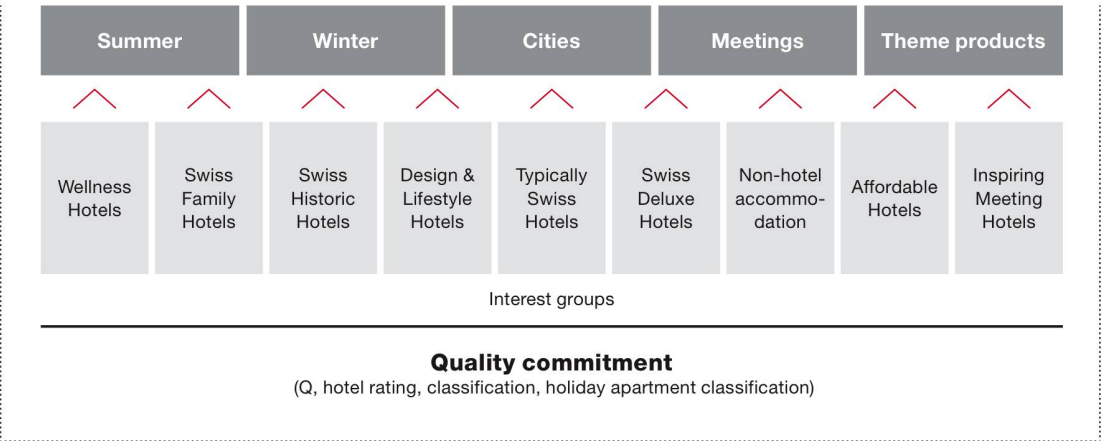 Summer
Winter
Cities
Meetings
Theme products
Wellness
Hotels
Swiss
Family
Hotels
Swiss
Historic
Hotels
Design &
Lifestyle
Hotels
Typically
Swiss
Hotels
Swiss
Deluxe
Hotels
Non-hotel
accommo-
dation
Affordable
Hotels
Inspiring
Meeting
Hotels
Interest groups
Quality commitment
(Q, hotel rating, classification, holiday apartment classification)